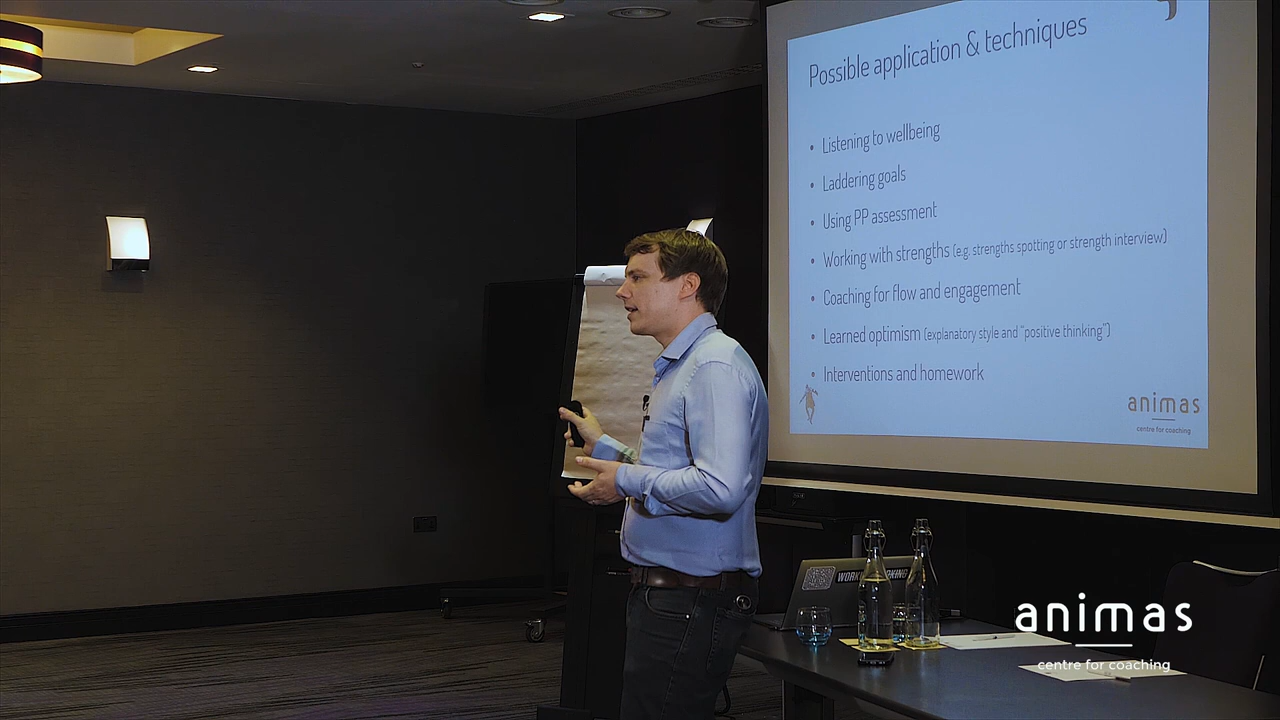 Possible application & techniques
• Listening to wellbeing
• Laddering goals
• Using PP assessment
• Working with strengths (e.g. strengths spotting or strength interview)
• Coaching for flow and engagement
• Learned optimism (explanatory style and "positive thinking")
• Interventions and homework
animas
centre for coaching
animas
centre for coaching